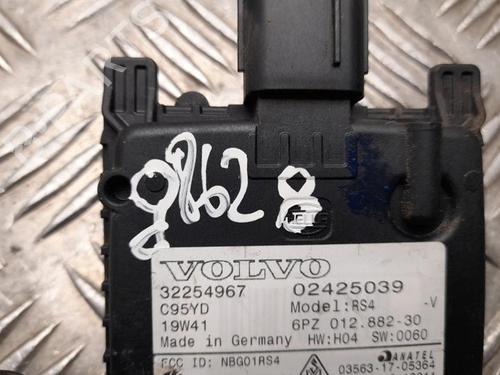 9862 8
VOLVO
32254967 02425039
C95YD Model:RS4 -V
19W41 6PZ 012.882-30
Made in Germany HW:H04 SW:0060
FCC ID: NBG01RS4 ANATEL
03563-17-05364